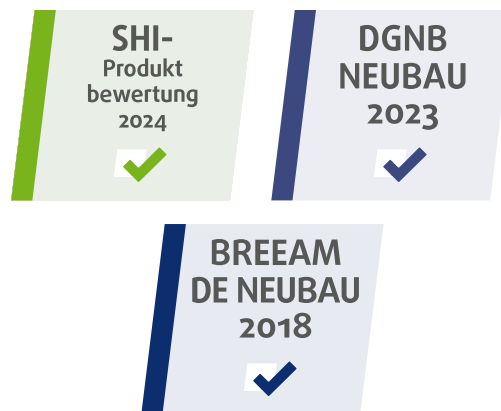 SHI-
Produkt
bewertung
2024
DGNB
NEUBAU
2023
BREEAM
DE NEUBAU
2018